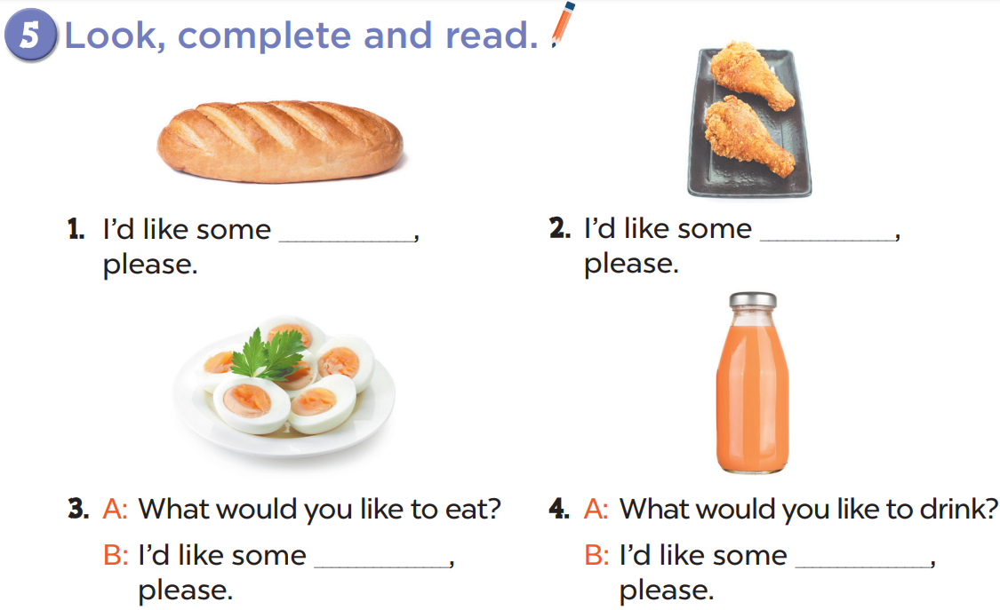 5 Look, complete and read.
1. I'd like some __________,
please.
2. I'd like some __________,
please.
3. A: What would you like to eat?
B: I'd like some __________,
please.
4. A: What would you like to drink?
B: I'd like some __________,
please.